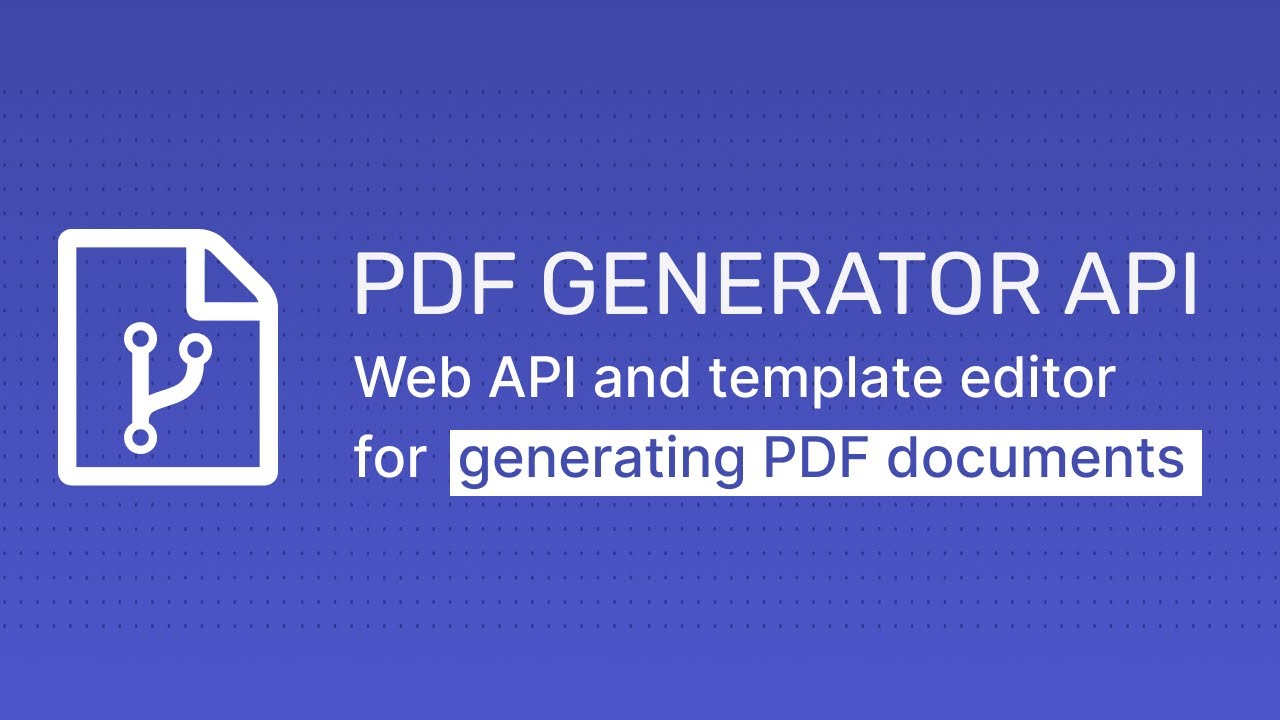 PDF GENERATOR API
Web API and template editor
for generating PDF documents